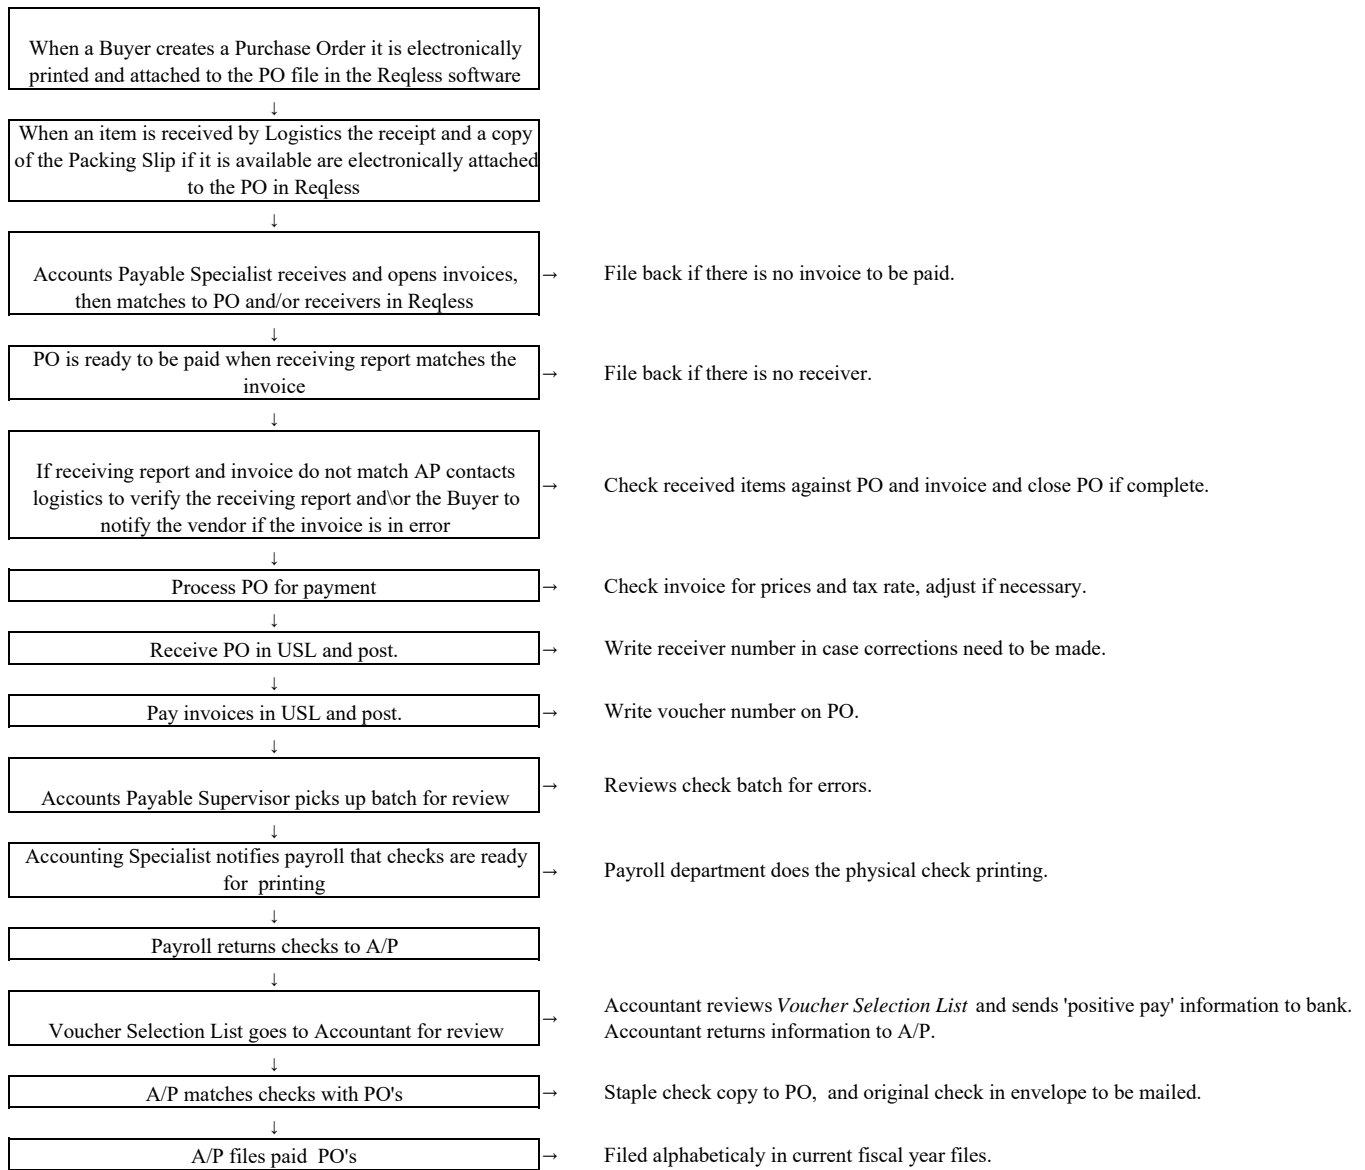 When a Buyer creates a Purchase Order it is electronically
printed and attached to the PO file in the Reqless software
↓
When an item is received by Logistics the receipt and a copy
of the Packing Slip if it is available are electronically attached
to the PO in Reqless
↓
Accounts Payable Specialist receives and opens invoices,
then matches to PO and/or receivers in Reqless
→ File back if there is no invoice to be paid.
↓
PO is ready to be paid when receiving report matches the
invoice
→ File back if there is no receiver.
↓
If receiving report and invoice do not match AP contacts
logistics to verify the receiving report and\or the Buyer to
notify the vendor if the invoice is in error
→ Check received items against PO and invoice and close PO if complete.
↓
Process PO for payment → Check invoice for prices and tax rate, adjust if necessary.
↓
Receive PO in USL and post. → Write receiver number in case corrections need to be made.
↓
Pay invoices in USL and post. → Write voucher number on PO.
↓
Accounts Payable Supervisor picks up batch for review → Reviews check batch for errors.
↓
Accounting Specialist notifies payroll that checks are ready
for printing
→ Payroll department does the physical check printing.
↓
Payroll returns checks to A/P
↓
Voucher Selection List goes to Accountant for review
→ Accountant reviews Voucher Selection List and sends 'positive pay' information to bank.
Accountant returns information to A/P.
↓
A/P matches checks with PO's → Staple check copy to PO, and original check in envelope to be mailed.
↓
A/P files paid PO's → Filed alphabeticaly in current fiscal year files.